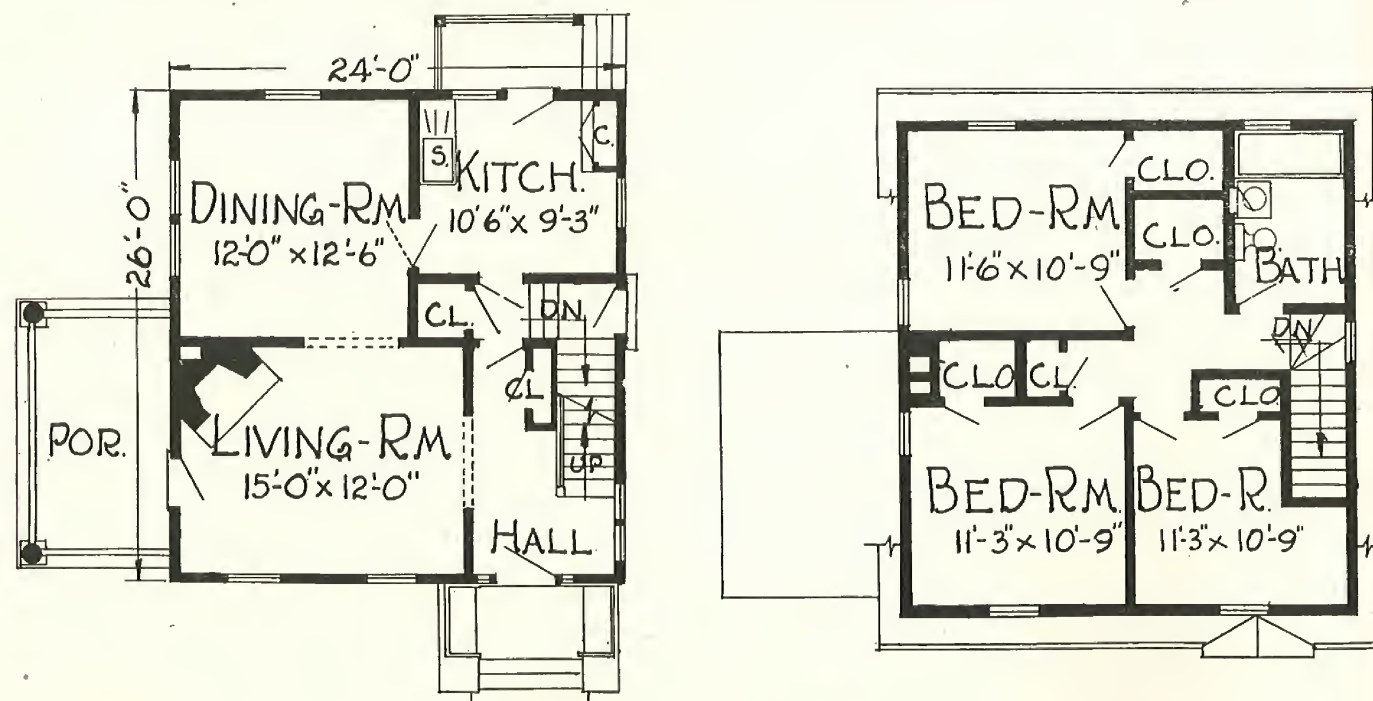 24'-0"
26'-0"
S.
C.
KITCH.
10'6" x 9'-3"
DINING-RM
12'-0" x 12'-6"
CL.
DN
CL
POR.
LIVING-RM
15'-0" x 12'-0"
UP
HALL
CLO.
BED-RM
11'-6" x 10'-9"
CLO.
BATH
DN
CLO
CL.
CLO.
BED-RM.
11'-3" x 10'-9"
BED-R.
11'-3" x 10'-9"